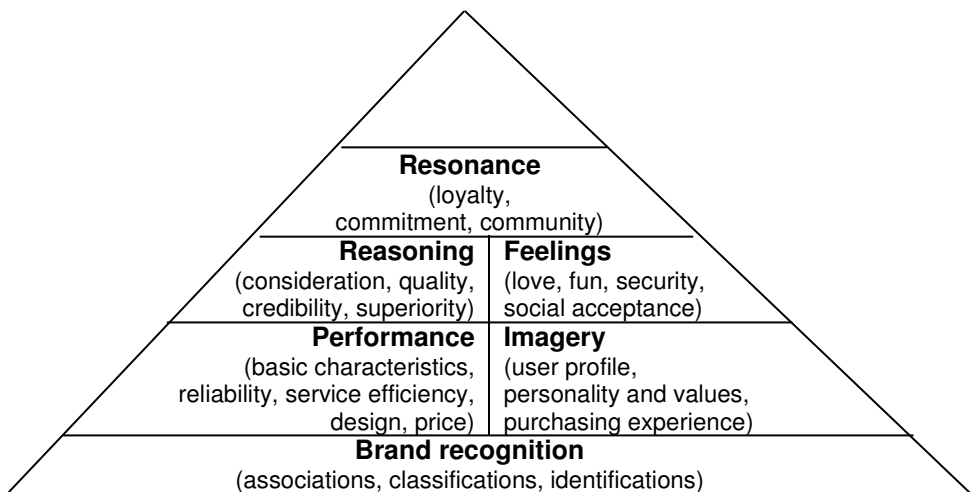 Resonance
(loyalty,
commitment, community)
Reasoning
(consideration, quality,
credibility, superiority)
Feelings
(love, fun, security,
social acceptance)
Performance
(basic characteristics,
reliability, service efficiency,
design, price)
Imagery
(user profile,
personality and values,
purchasing experience)
Brand recognition
(associations, classifications, identifications)